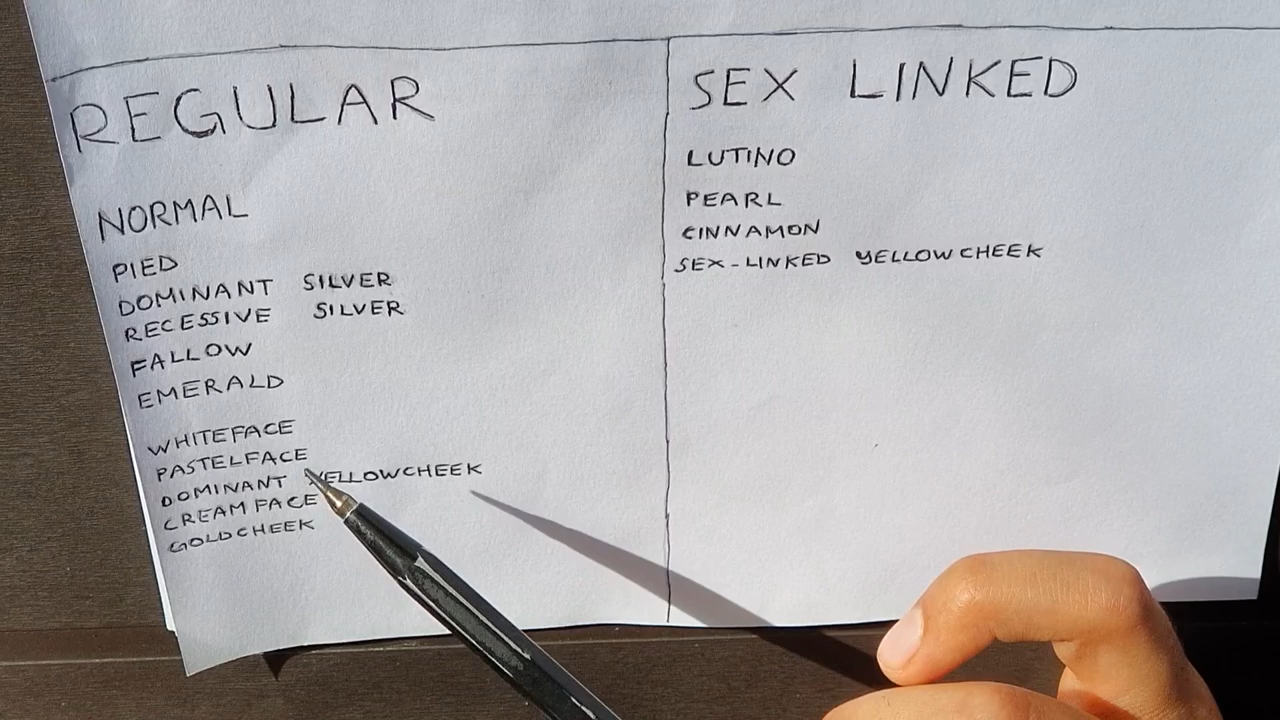 REGULAR
NORMAL
PIED
DOMINANT SILVER
RECESSIVE SILVER
FALLOW
EMERALD
WHITEFACE
PASTELFACE
DOMINANT YELLOWCHEEK
CREAMFACE
GOLDCHEEK
SEX LINKED
LUTINO
PEARL
CINNAMON
SEX-LINKED YELLOWCHEEK